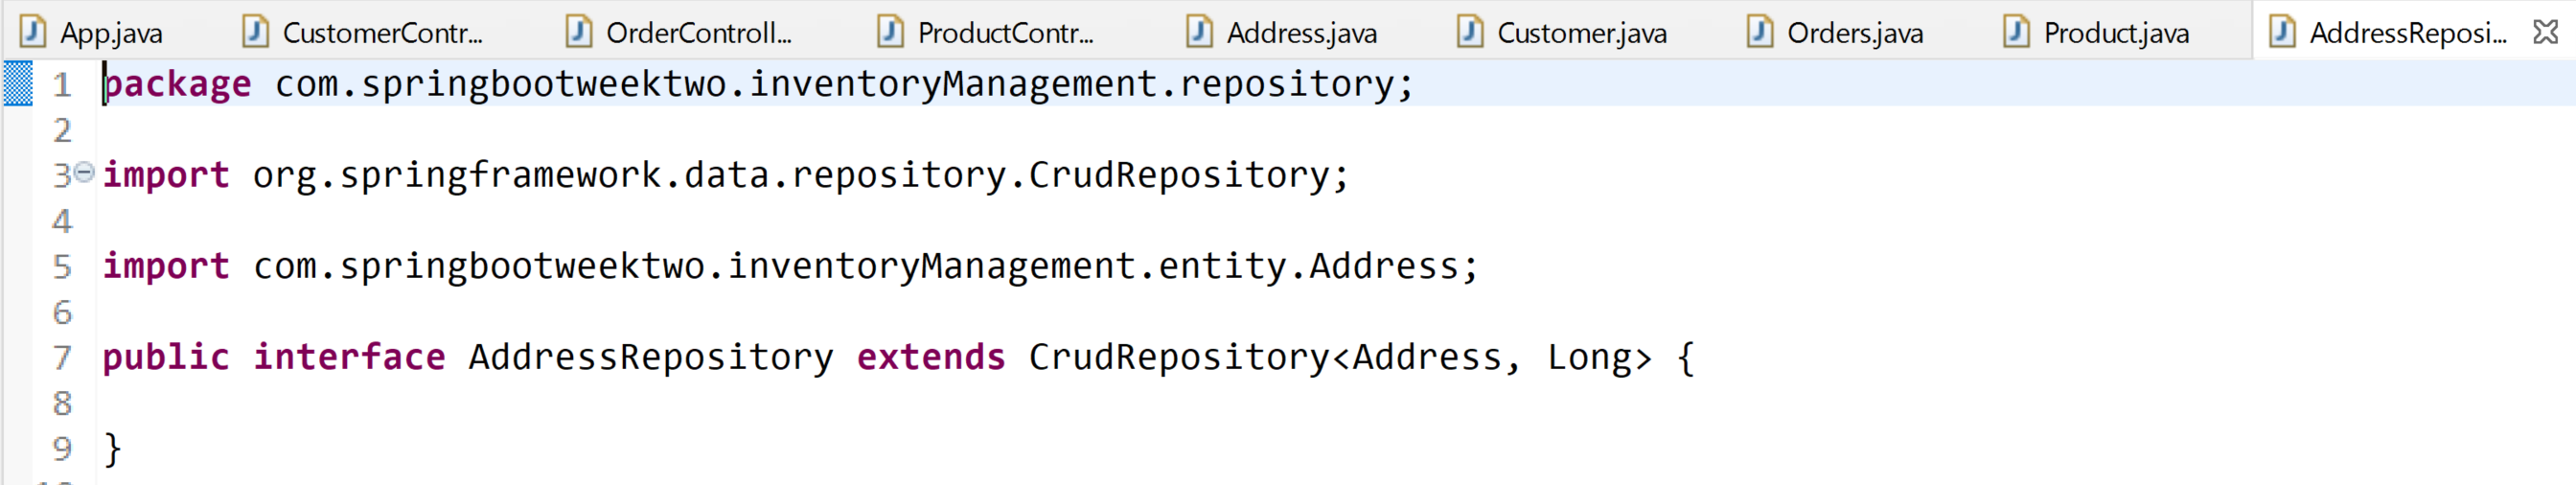 App.java CustomerContr... OrderControll... ProductContr... Address.java Customer.java Orders.java Product.java AddressReposi...
1 package com.springbootweektwo.inventoryManagement.repository;
2
3 import org.springframework.data.repository.CrudRepository;
4
5 import com.springbootweektwo.inventoryManagement.entity.Address;
6
7 public interface AddressRepository extends CrudRepository<Address, Long> {
8
9 }